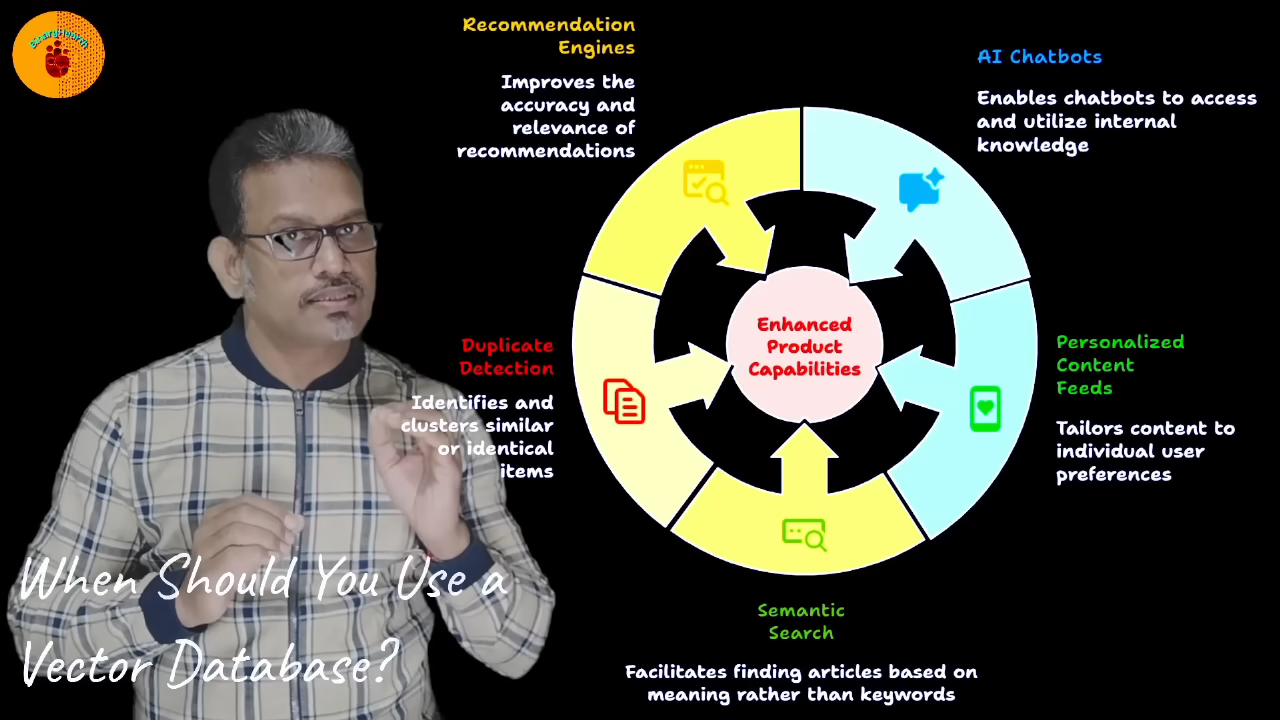 BinaryHearth
Recommendation
Engines
Improves the
accuracy and
relevance of
recommendations
AI Chatbots
Enables chatbots to access
and utilize internal
knowledge
Enhanced
Product
Capabilities
Duplicate
Detection
Identifies and
clusters similar
or identical
items
Personalized
Content
Feeds
Tailors content to
individual user
preferences
Semantic
Search
Facilitates finding articles based on
meaning rather than keywords
When Should You Use a
Vector Database?